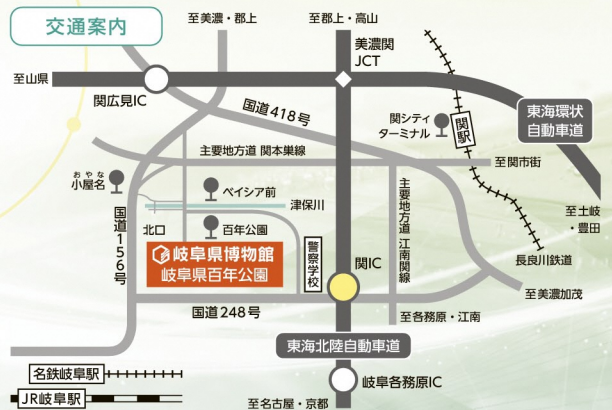 交通案内
至美濃・郡上
至郡上・高山
美濃関
JCT
至山県
関広見IC
国道418号
関シティ
ターミナル
関駅
東海環状
自動車道
主要地方道 関本巣線
至関市街
おやな
小屋名
ベイシア前
津保川
主要地方道 江南関線
至土岐
・豊田
国道156号
北口
百年公園
岐阜県博物館
岐阜県百年公園
警察学校
関IC
長良川鉄道
至美濃加茂
国道248号
至各務原・江南
東海北陸自動車道
名鉄岐阜駅
JR岐阜駅
岐阜各務原IC
至名古屋・京都